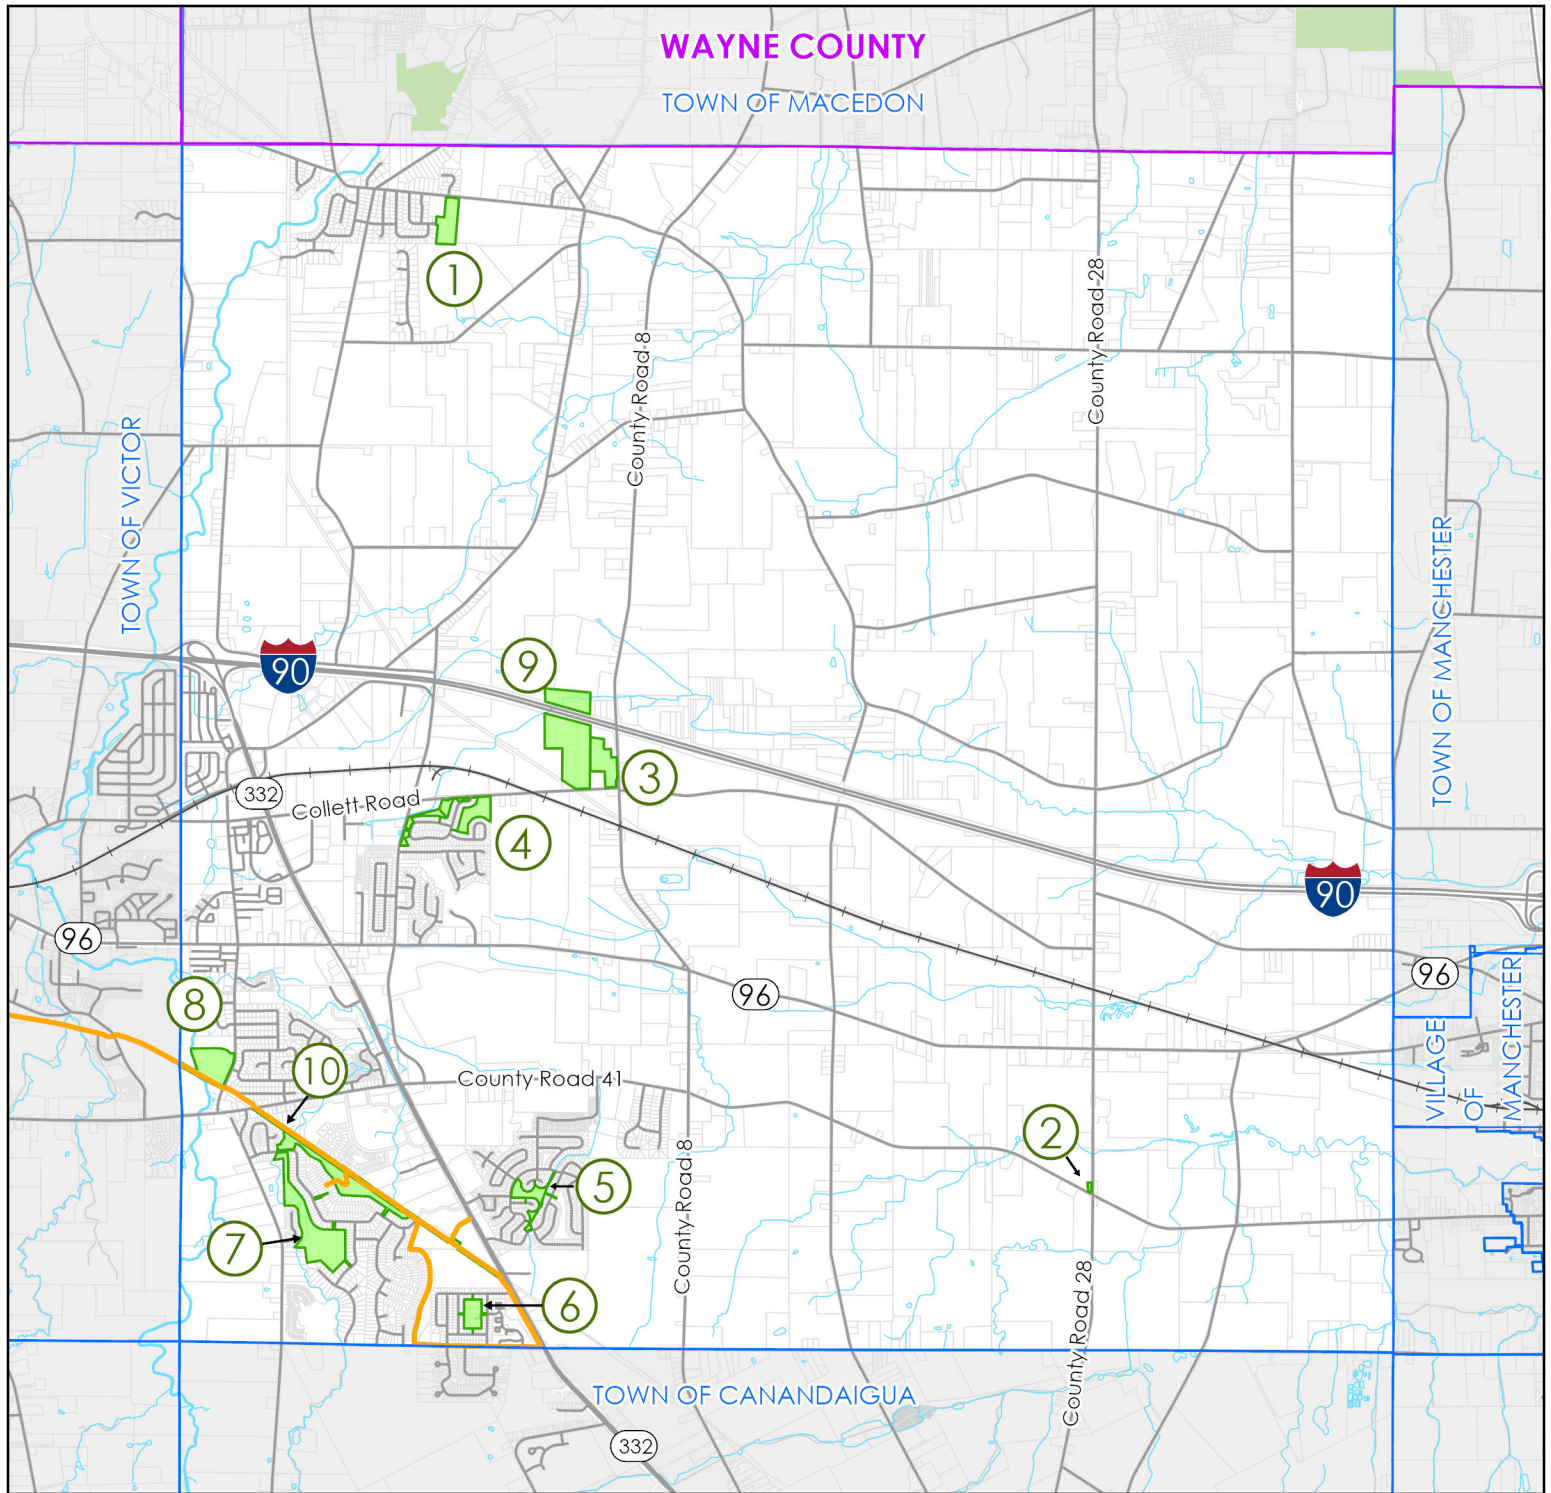 WAYNE COUNTY
TOWN OF MACEDON
1
County Road 28
County Road 8
TOWN OF VICTOR
TOWN OF MANCHESTER
9
90
3
332
Collett Road
4
90
96
96
96
8
VILLAGE
OF
MANCHESTER
10
County Road 41
2
5
County Road 8
7
6
County Road 28
TOWN OF CANANDAIGUA
332